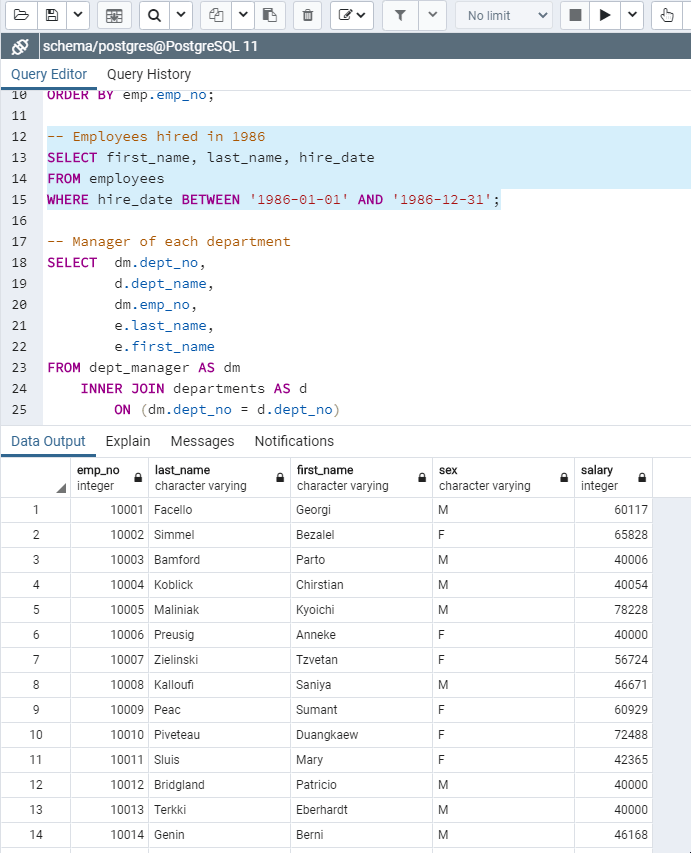 No limit
schema/postgres@PostgreSQL 11
Query Editor Query History
10 ORDER BY emp.emp_no;
11
12 -- Employees hired in 1986
13 SELECT first_name, last_name, hire_date
14 FROM employees
15 WHERE hire_date BETWEEN '1986-01-01' AND '1986-12-31';
16
17 -- Manager of each department
18 SELECT dm.dept_no,
19 d.dept_name,
20 dm.emp_no,
21 e.last_name,
22 e.first_name
23 FROM dept_manager AS dm
24 INNER JOIN departments AS d
25 ON (dm.dept_no = d.dept_no)
Data Output Explain Messages Notifications
emp_no last_name first_name sex salary
integer character varying character varying character varying integer
1 10001 Facello Georgi M 60117
2 10002 Simmel Bezalel F 65828
3 10003 Bamford Parto M 40006
4 10004 Koblick Chirstian M 40054
5 10005 Maliniak Kyoichi M 78228
6 10006 Preusig Anneke F 40000
7 10007 Zielinski Tzvetan F 56724
8 10008 Kalloufi Saniya M 46671
9 10009 Peac Sumant F 60929
10 10010 Piveteau Duangkaew F 72488
11 10011 Sluis Mary F 42365
12 10012 Bridgland Patricio M 40000
13 10013 Terkki Eberhardt M 40000
14 10014 Genin Berni M 46168